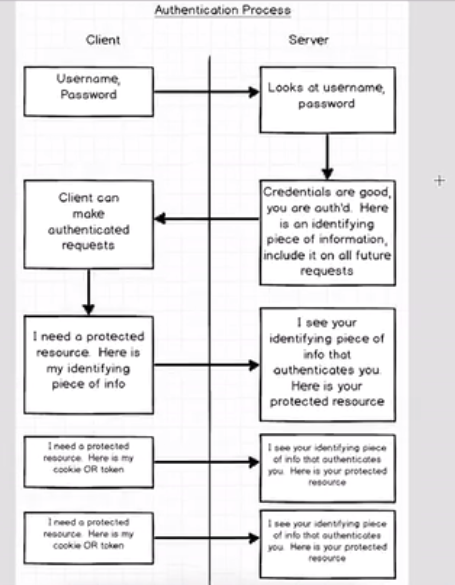 Authentication Process
Client
Server
Username,
Password
Looks at username,
password
Client can
make
authenticated
requests
Credentials are good,
you are auth'd. Here
is an identifying
piece of information,
include it on all future
requests
I need a protected
resource. Here is
my identifying
piece of info
I see your
identifying piece of
info that
authenticates you.
Here is your
protected resource
I need a protected
resource. Here is my
cookie OR token
I see your identifying piece
of info that authenticates
you. Here is your protected
resource
I need a protected
resource. Here is my
cookie OR token
I see your identifying piece
of info that authenticates
you. Here is your protected
resource